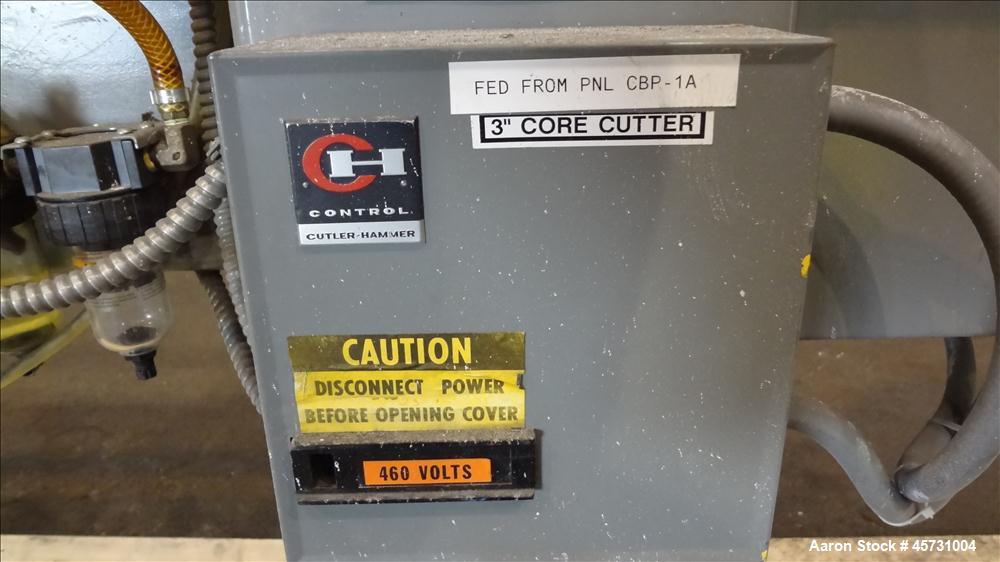 FED FROM PNL CBP-1A
3" CORE CUTTER
CH
CONTROL
CUTLER-HAMMER
CAUTION
DISCONNECT POWER
BEFORE OPENING COVER
460 VOLTS
Aaron Stock # 45731004